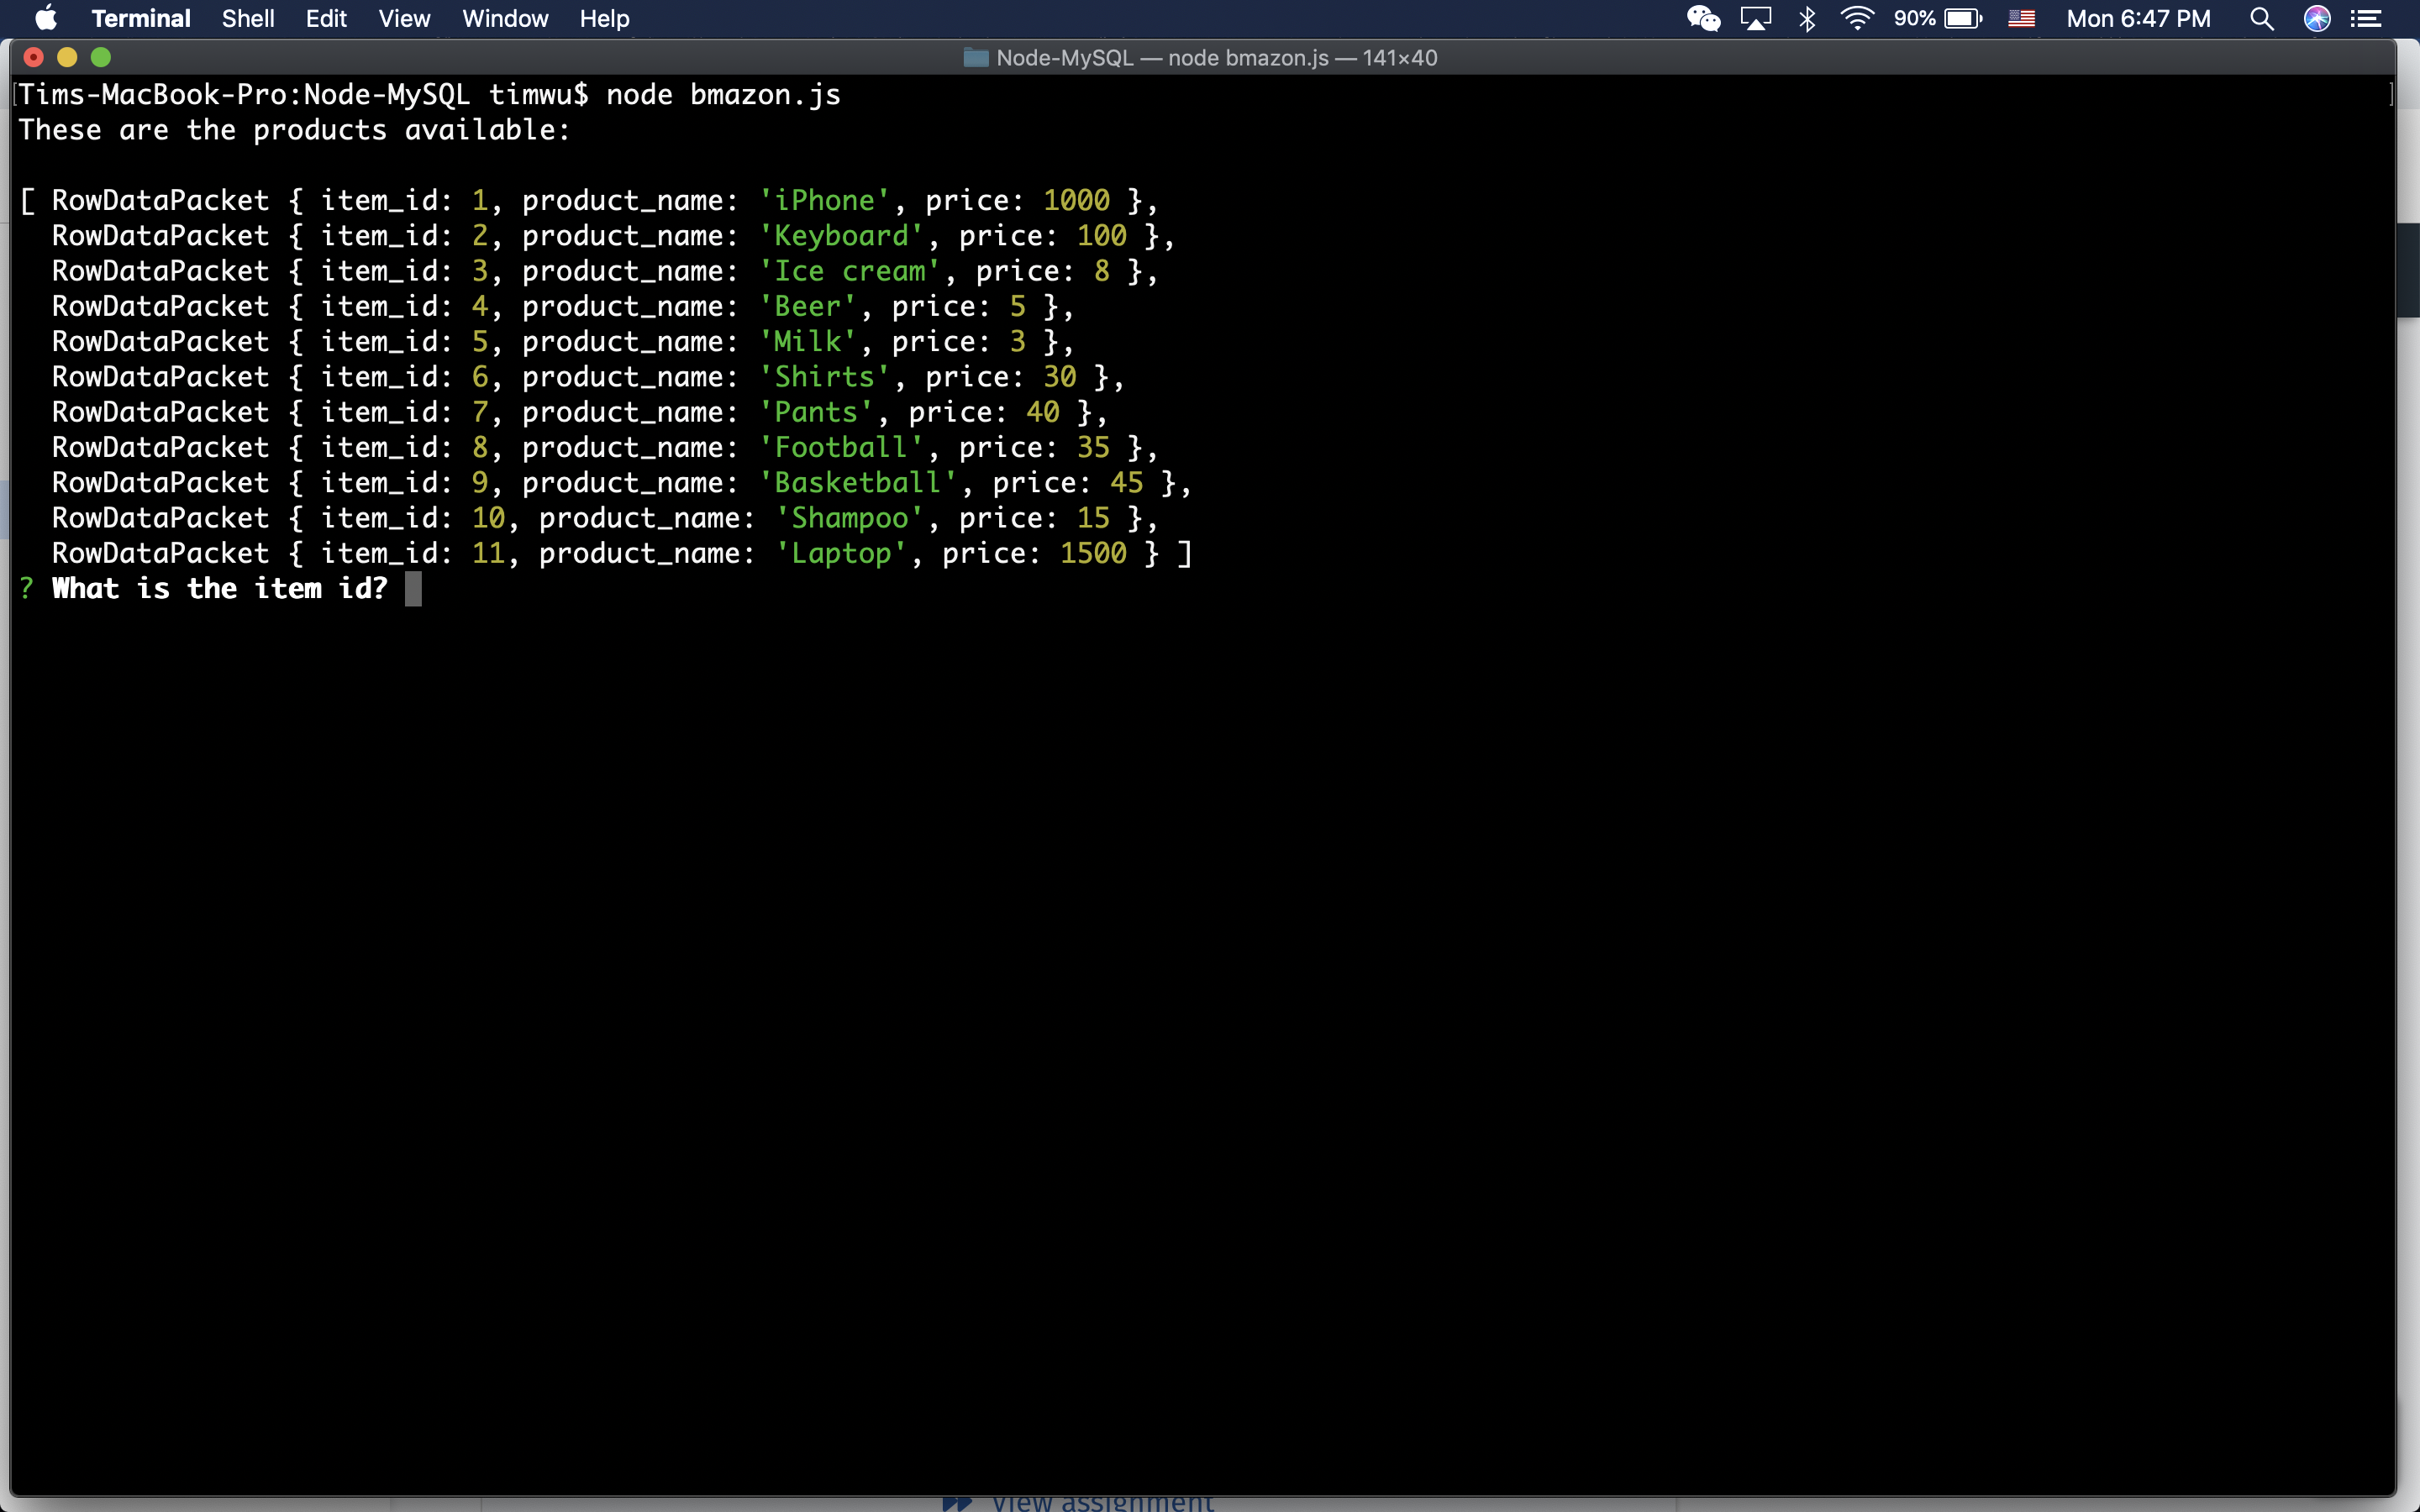 Terminal Shell Edit View Window Help 90% Mon 6:47 PM
Node-MySQL — node bmazon.js — 141×40
[Tims-MacBook-Pro:Node-MySQL timwu$ node bmazon.js ]
These are the products available:
[ RowDataPacket { item_id: 1, product_name: 'iPhone', price: 1000 },
RowDataPacket { item_id: 2, product_name: 'Keyboard', price: 100 },
RowDataPacket { item_id: 3, product_name: 'Ice cream', price: 8 },
RowDataPacket { item_id: 4, product_name: 'Beer', price: 5 },
RowDataPacket { item_id: 5, product_name: 'Milk', price: 3 },
RowDataPacket { item_id: 6, product_name: 'Shirts', price: 30 },
RowDataPacket { item_id: 7, product_name: 'Pants', price: 40 },
RowDataPacket { item_id: 8, product_name: 'Football', price: 35 },
RowDataPacket { item_id: 9, product_name: 'Basketball', price: 45 },
RowDataPacket { item_id: 10, product_name: 'Shampoo', price: 15 },
RowDataPacket { item_id: 11, product_name: 'Laptop', price: 1500 } ]
? What is the item id?
View assignment